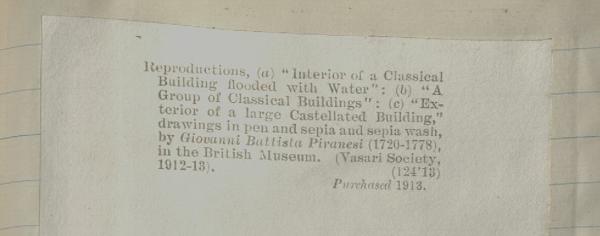 Reproductions, (a) "Interior of a Classical
Building flooded with Water": (b) "A
Group of Classical Buildings": (c) "Ex-
terior of a large Castellated Building,"
drawings in pen and sepia and sepia wash,
by Giovanni Battista Piranesi (1720-1778),
in the British Museum. (Vasari Society,
1912-13). (124'13)
Purchased 1913.